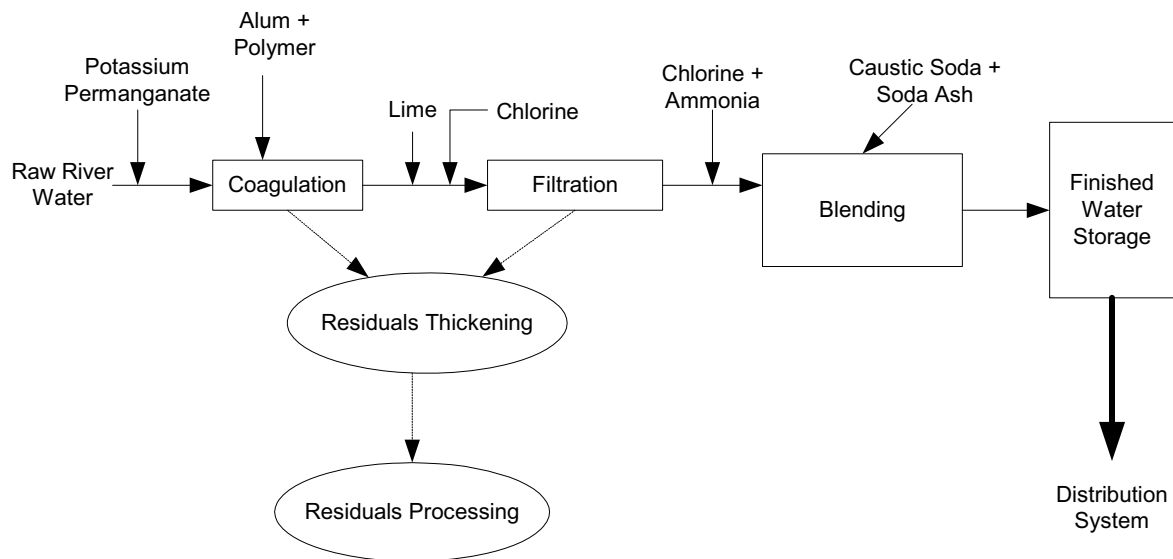 Alum +
Polymer
Potassium
Permanganate
Chlorine +
Ammonia
Caustic Soda +
Soda Ash
Lime
Chlorine
Raw River
Water
Coagulation
Filtration
Blending
Finished
Water
Storage
Residuals Thickening
Residuals Processing
Distribution
System